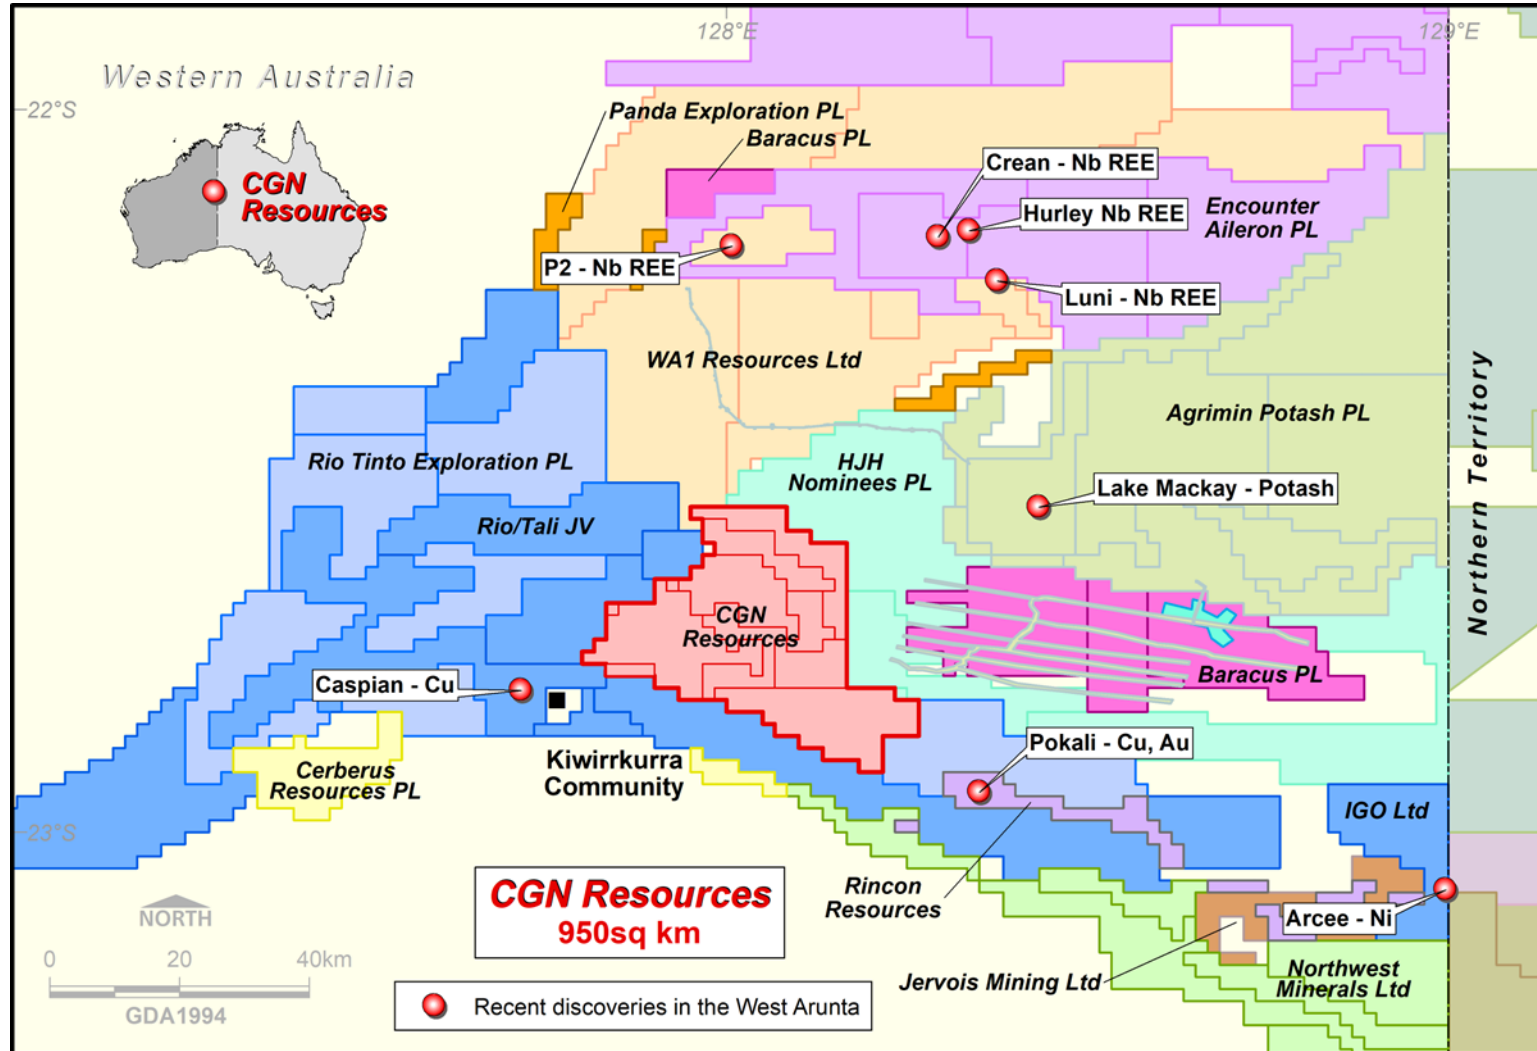 128°E
129°E
Western Australia
22°S
Panda Exploration PL
Baracus PL
Crean - Nb REE
CGN
Resources
Hurley Nb REE
Encounter
Aileron PL
P2 - Nb REE
Luni - Nb REE
WA1 Resources Ltd
Agrimin Potash PL
Northern Territory
Rio Tinto Exploration PL
HJH
Nominees PL
Lake Mackay - Potash
Rio/Tali JV
CGN
Resources
Caspian - Cu
Baracus PL
Kiwirrkurra
Community
Pokali - Cu, Au
Cerberus
Resources PL
IGO Ltd
23°S
CGN Resources
950sq km
Rincon
Resources
Arcee - Ni
NORTH
0 20 40km
GDA1994
Jervois Mining Ltd
Northwest
Minerals Ltd
Recent discoveries in the West Arunta